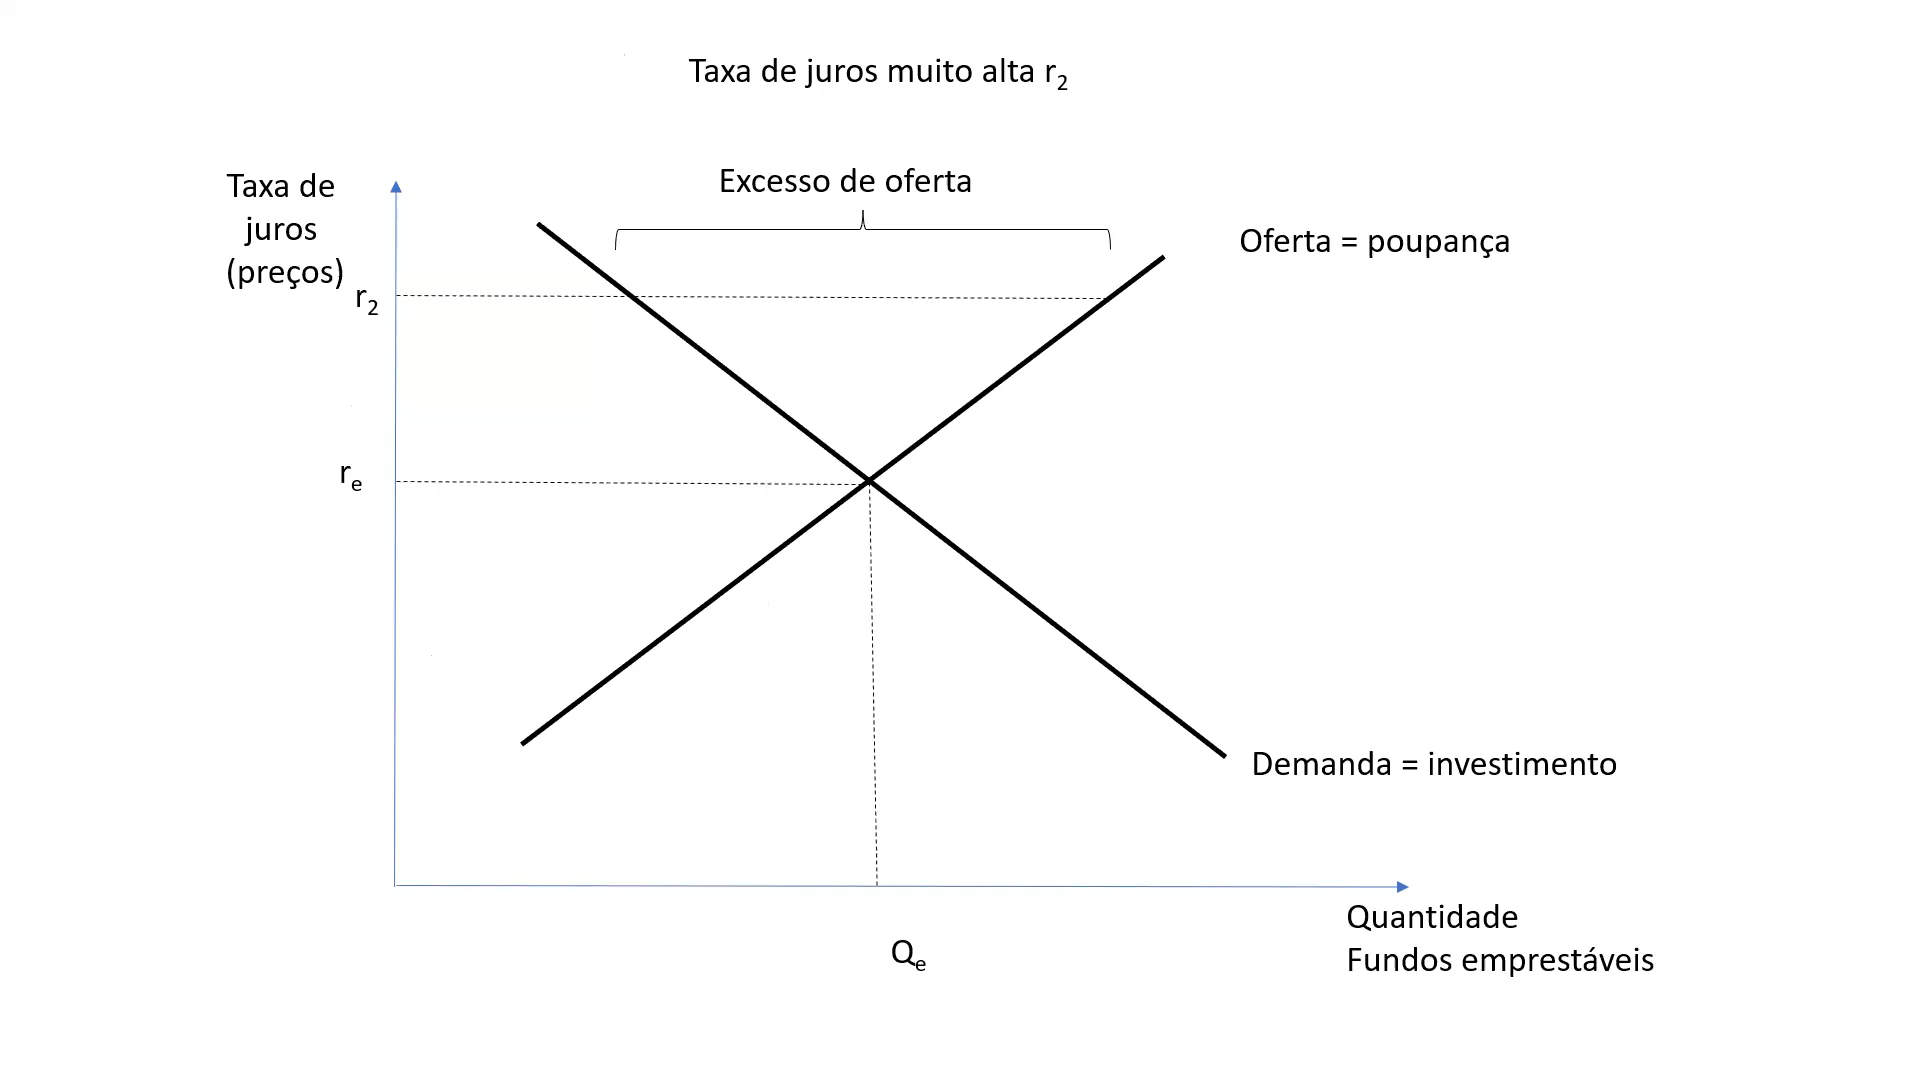 Taxa de juros muito alta r₂
Excesso de oferta
Taxa de
juros
(preços)
r₂
Oferta = poupança
rₑ
Demanda = investimento
Quantidade
Fundos emprestáveis
Qₑ